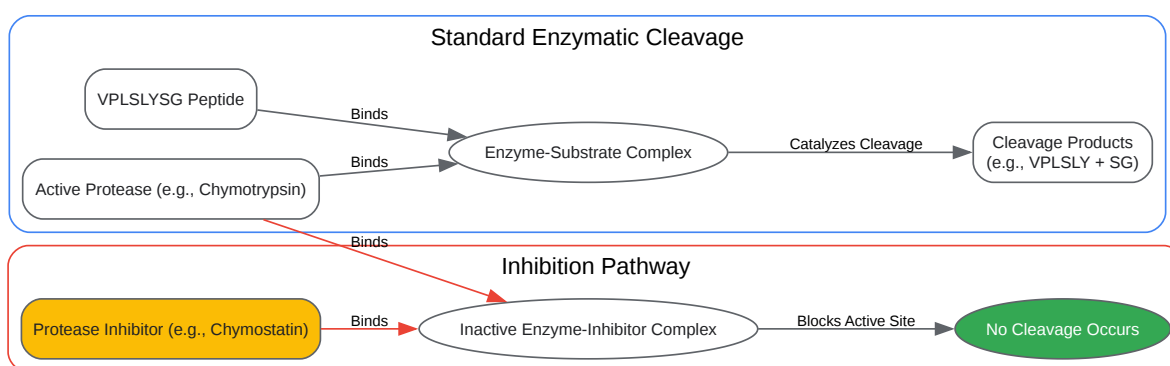 Standard Enzymatic Cleavage
VPLSLYSG Peptide
Binds
Active Protease (e.g., Chymotrypsin)
Binds
Enzyme-Substrate Complex
Catalyzes Cleavage
Cleavage Products
(e.g., VPLSLY + SG)
Binds
Inhibition Pathway
Protease Inhibitor (e.g., Chymostatin)
Binds
Inactive Enzyme-Inhibitor Complex
Blocks Active Site
No Cleavage Occurs